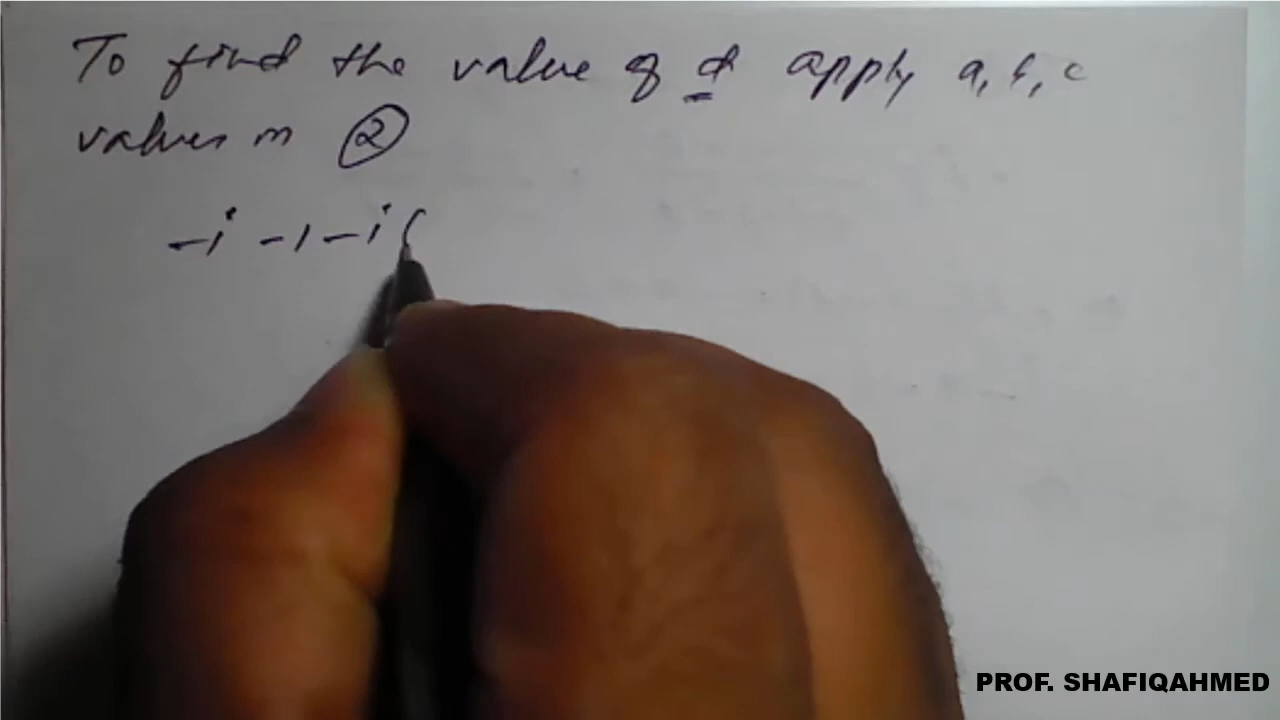 To find the value of d apply a, b, c
values in ②
-i -1 -i (
PROF. SHAFIQAHMED